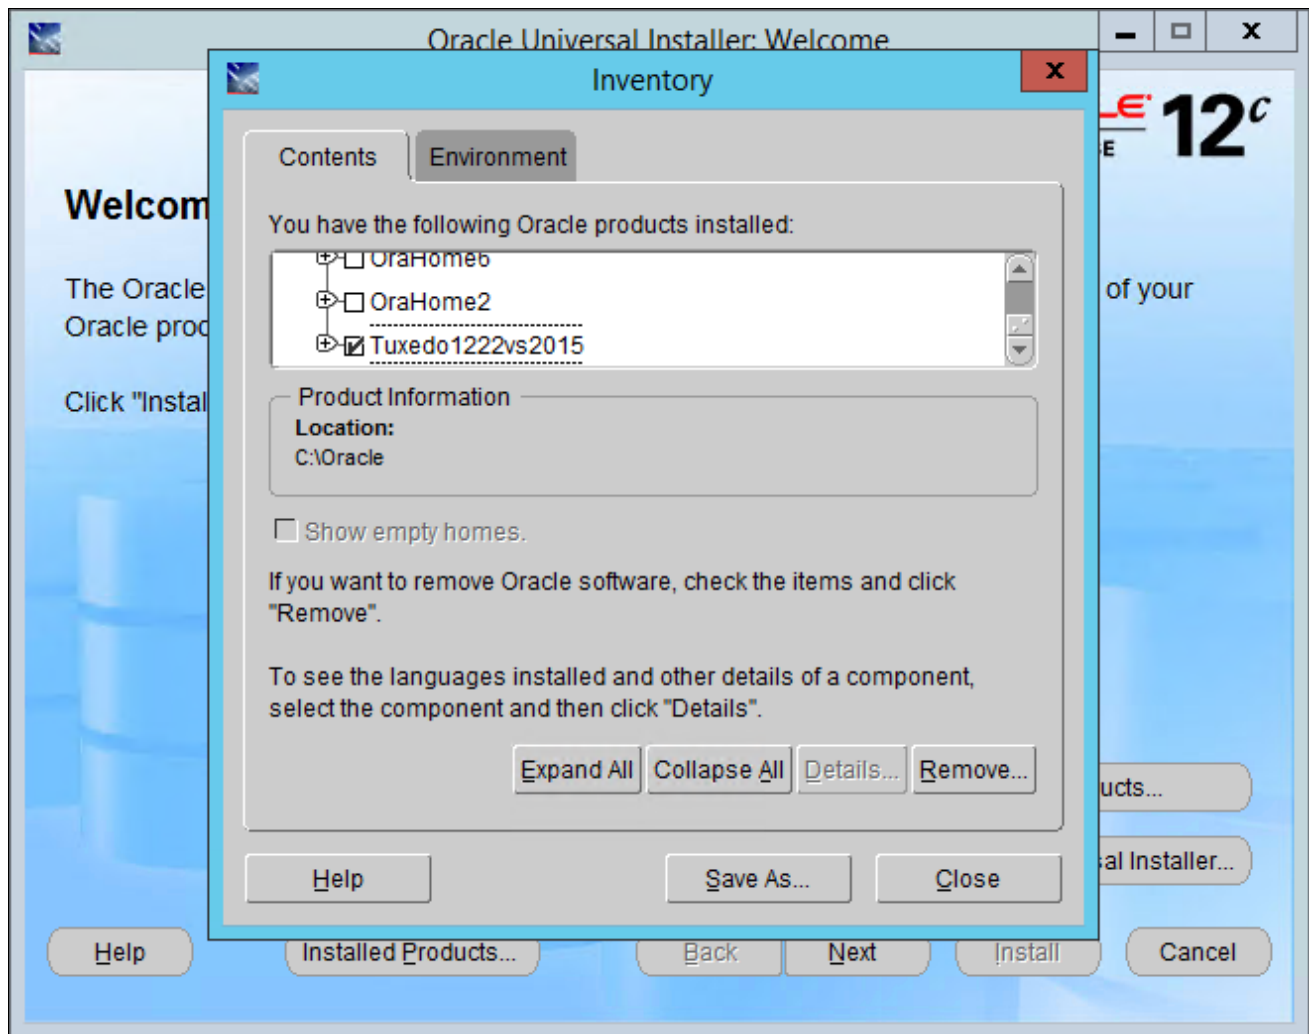 Oracle Universal Installer: Welcome
Inventory
12c
Contents
Environment
Welcom
You have the following Oracle products installed:
OraHome6
The Oracle
of your
OraHome2
Oracle prod
Tuxedo1222vs2015
Product Information
Click "Instal
Location:
C:\Oracle
Show empty homes.
If you want to remove Oracle software, check the items and click
"Remove".
To see the languages installed and other details of a component,
select the component and then click "Details".
Expand All
Collapse All
Details...
Remove...
ucts...
al Installer...
Help
Save As...
Close
Help
Installed Products...
Back
Next
Install
Cancel